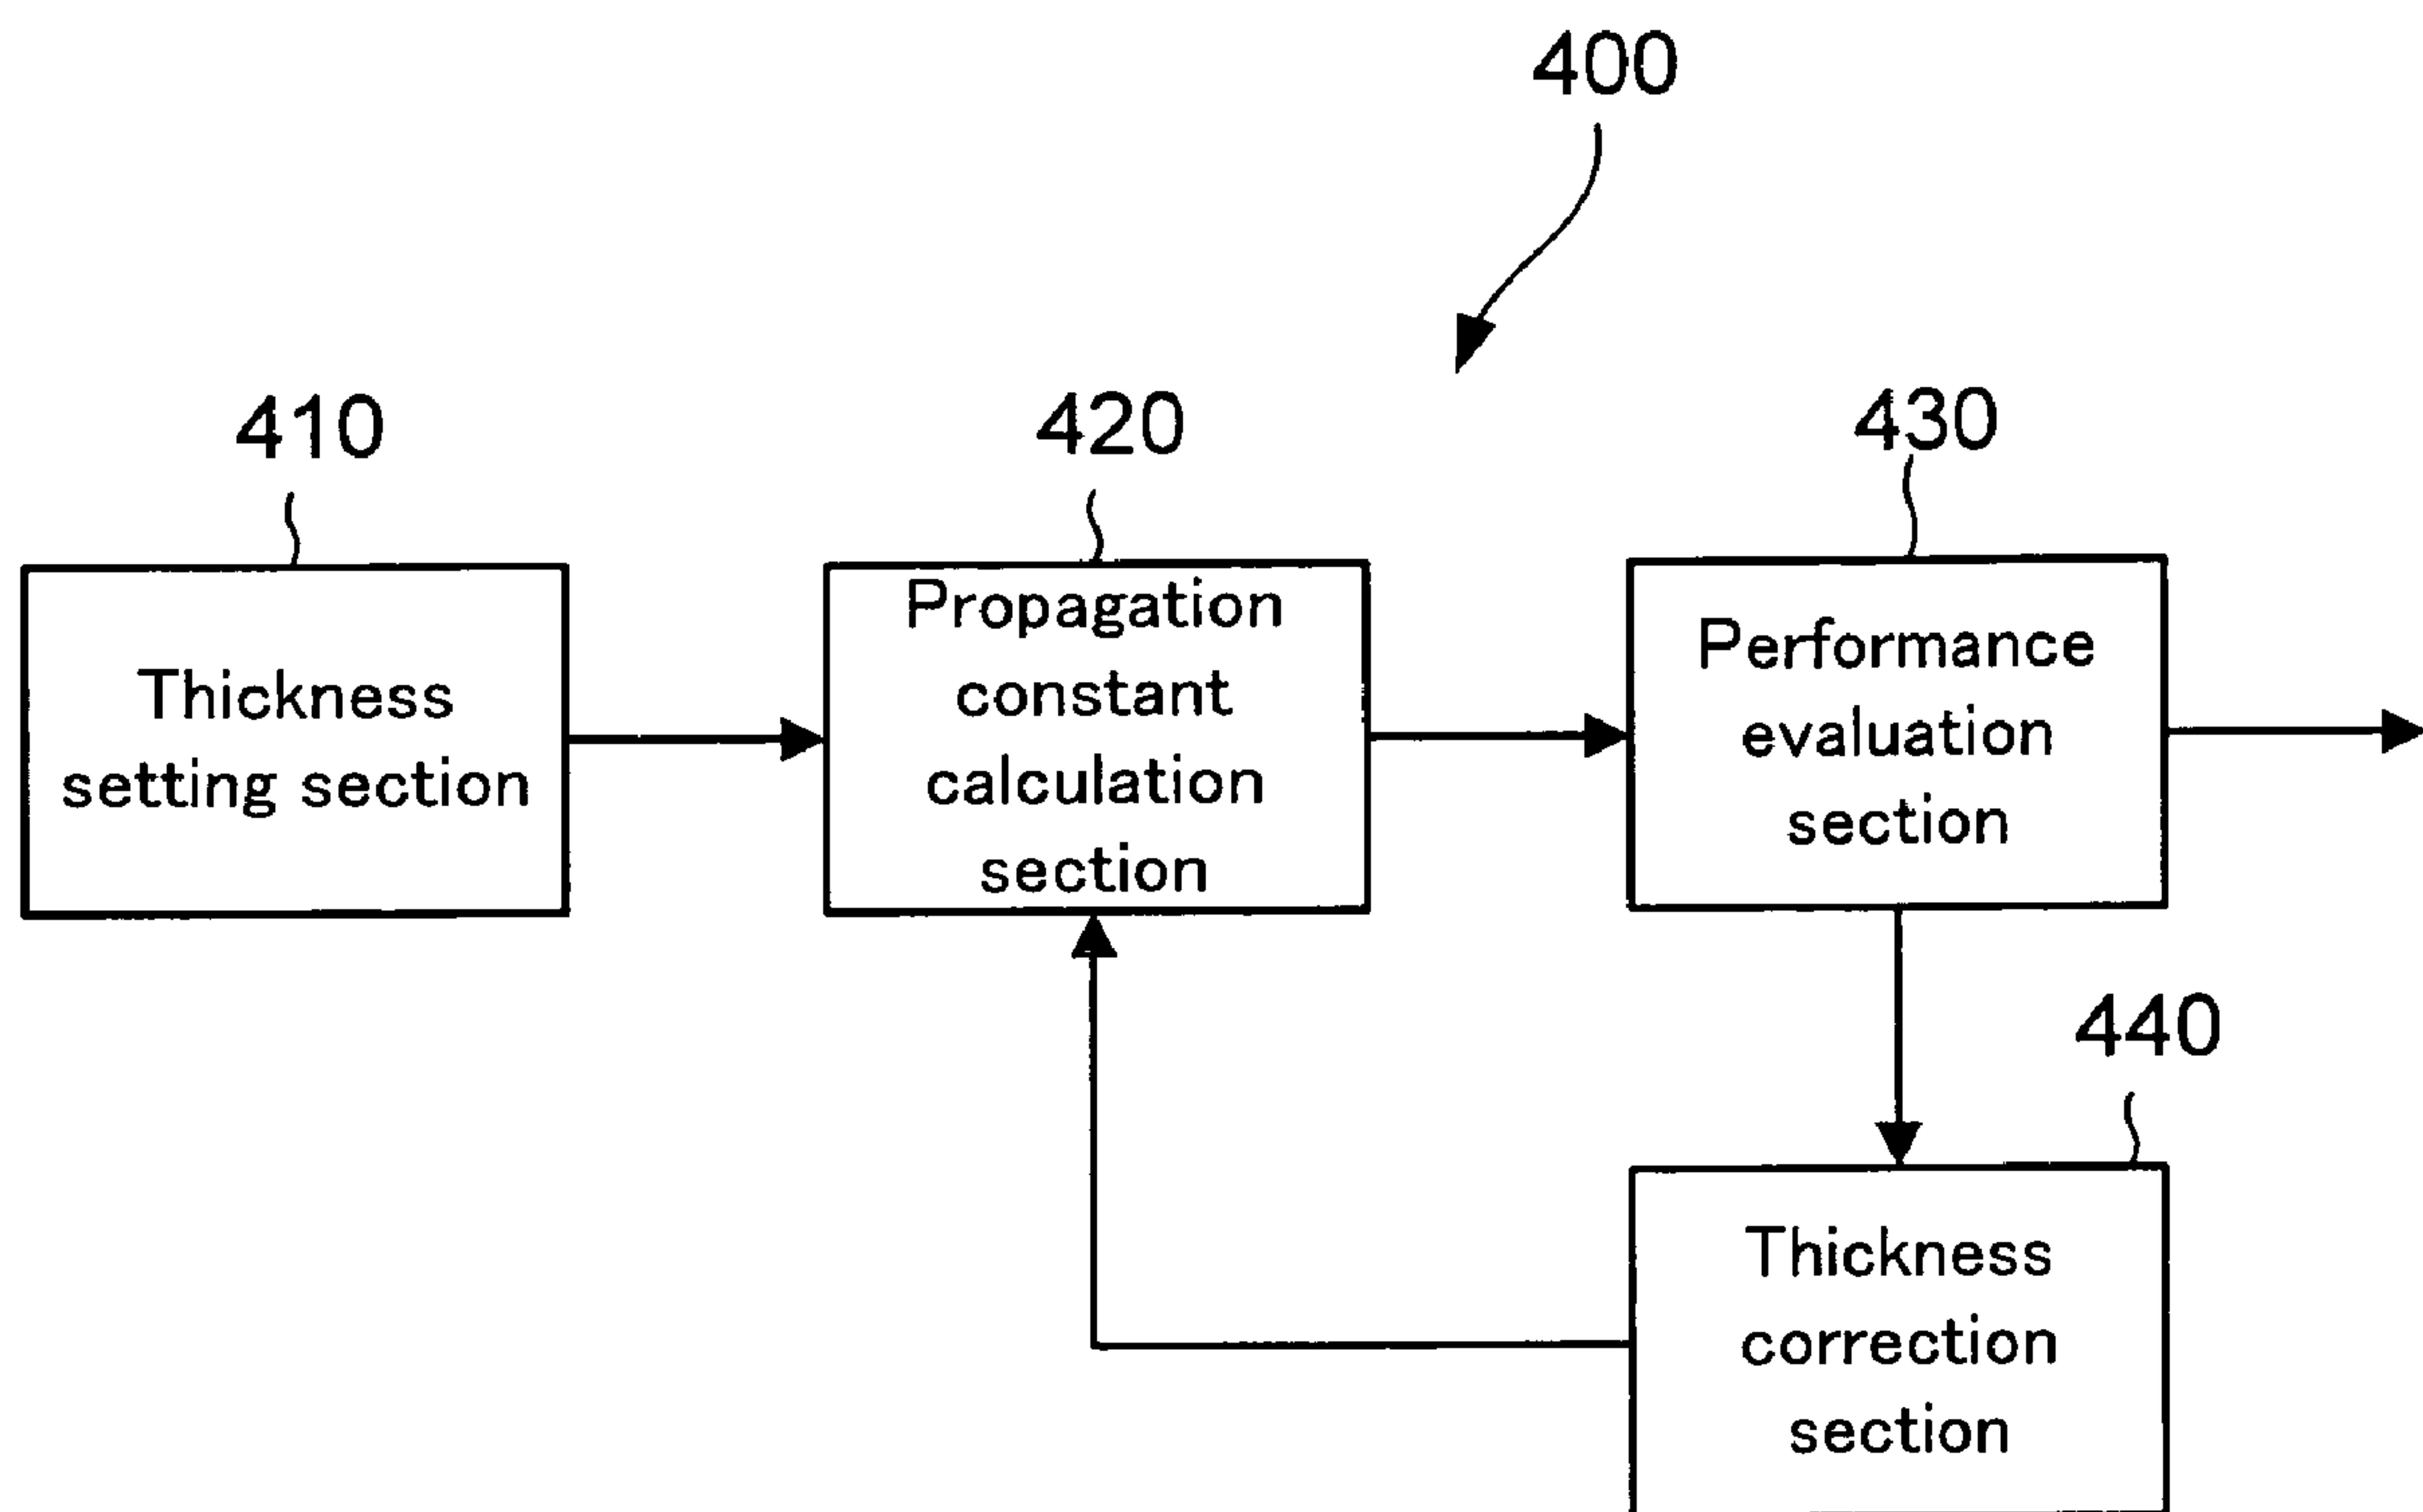 400
410
420
430
Thickness
setting section
Propagation
constant
calculation
section
Performance
evaluation
section
440
Thickness
correction
section